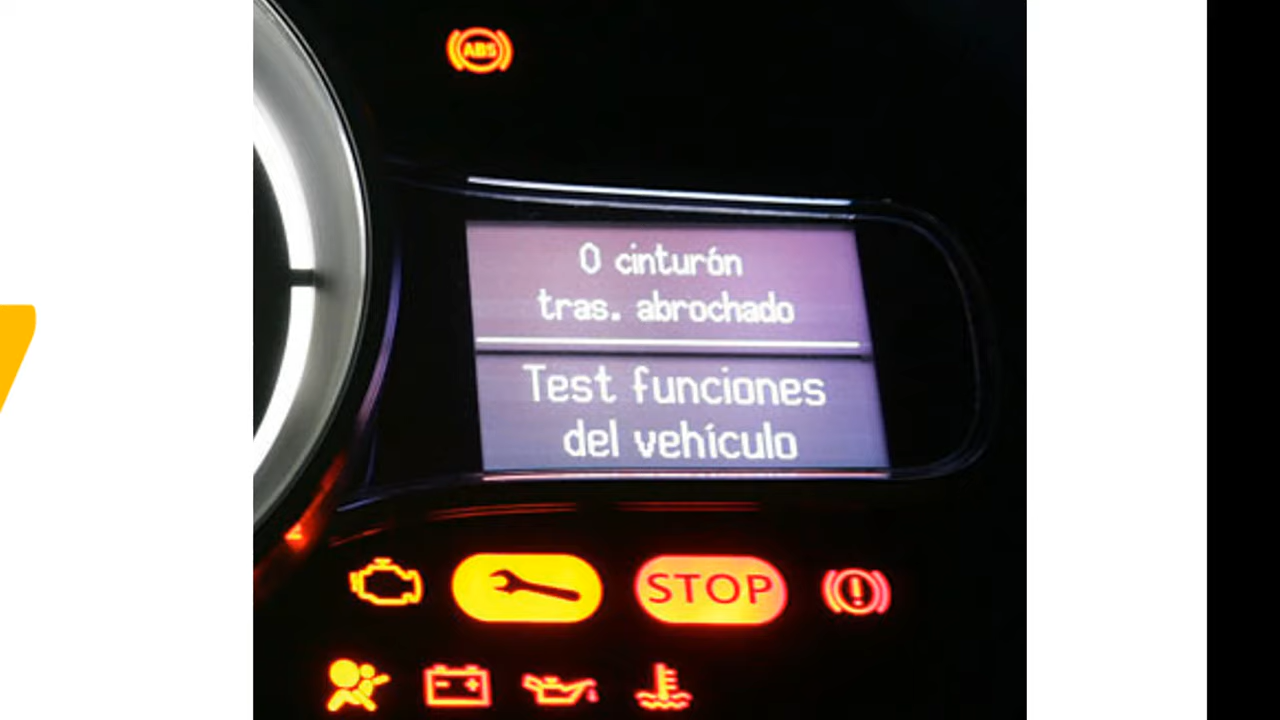 ABS
0 cinturón
tras. abrochado
Test funciones
del vehículo
STOP